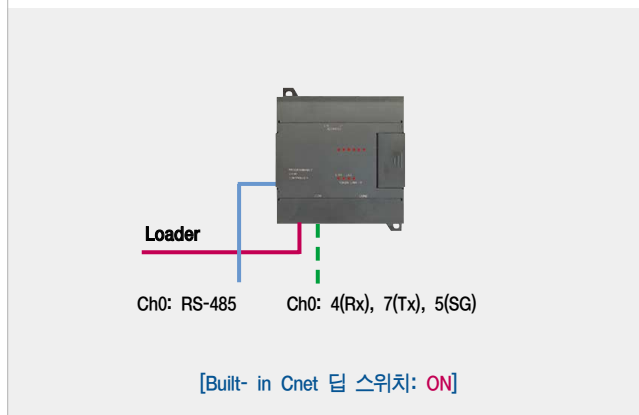 Loader
Ch0: RS-485 Ch0: 4(Rx), 7(Tx), 5(SG)
[Built- in Cnet 딥 스위치: ON]